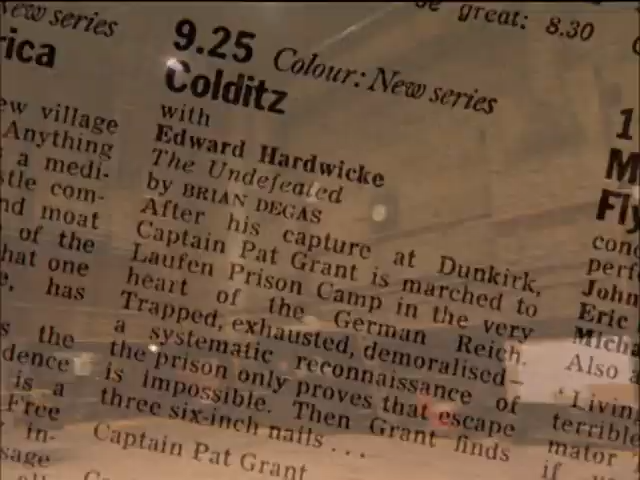 New series
rica
ew village
Anything
a medi-
stle com-
nd moat
of the
hat one
e, has
s the
dence
is a
Free
in-
sage
9.25 Colour: New series
Colditz
with
Edward Hardwicke
The Undefeated
by BRIAN DEGAS
After his capture at Dunkirk,
Captain Pat Grant is marched to
Laufen Prison Camp in the very
heart of the German Reich.
Trapped, exhausted, demoralised–
a systematic reconnaissance of
the prison only proves that escape
is impossible. Then Grant finds
three six-inch nails . . .
Captain Pat Grant
great: 8.30
1
M
Fly
conc
perf
John
Eric
Micha
Also a
‘Livin
terrible
mator
if